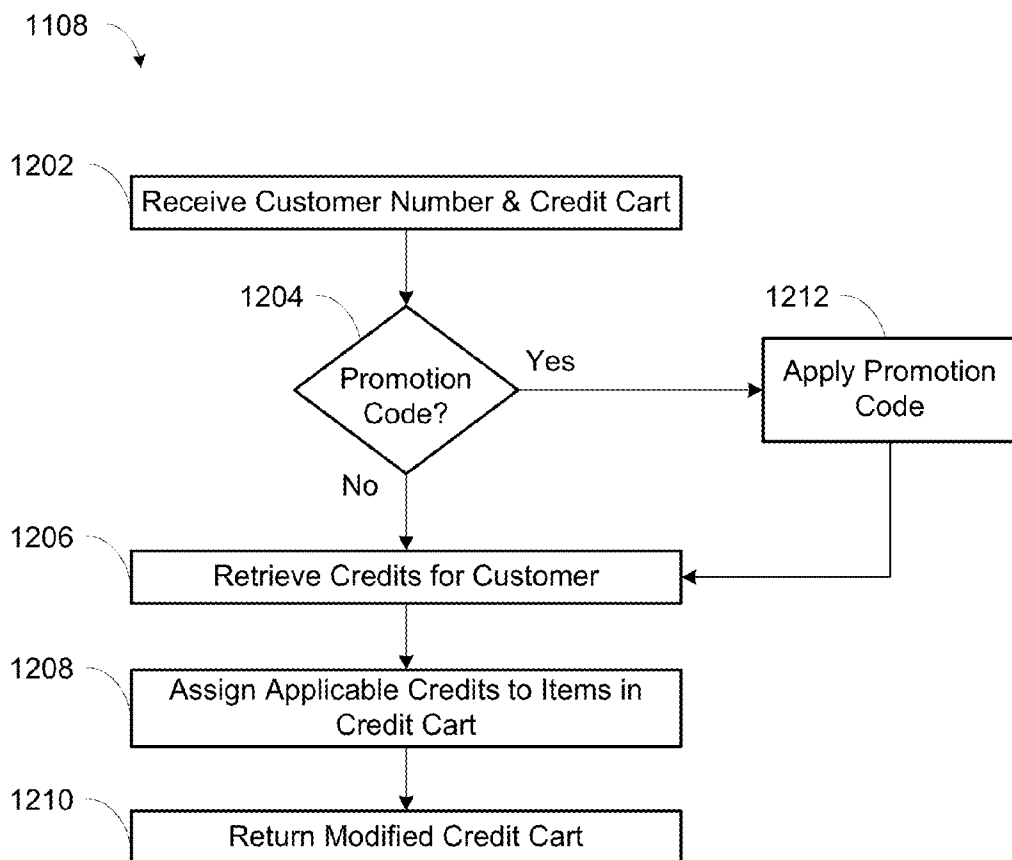 1108
1202
Receive Customer Number & Credit Cart
1204
Promotion
Code?
Yes
No
1212
Apply Promotion
Code
1206
Retrieve Credits for Customer
1208
Assign Applicable Credits to Items in
Credit Cart
1210
Return Modified Credit Cart